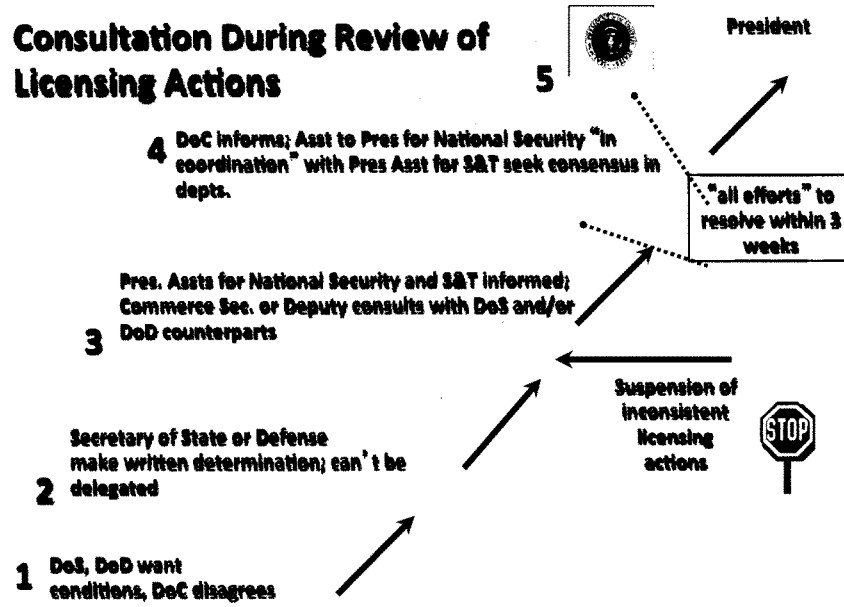 Consultation During Review of
Licensing Actions
5
President
4
DoC informs; Asst to Pres for National Security "in
coordination" with Pres Asst for S&T seek consensus in
depts.
"all efforts" to
resolve within 3
weeks
Pres. Assts for National Security and S&T informed;
Commerce Sec. or Deputy consults with DoS and/or
DoD counterparts
3
Suspension of
inconsistent
licensing
actions
STOP
Secretary of State or Defense
make written determination; can't be
delegated
2
1
DoS, DoD want
conditions, DoC disagrees